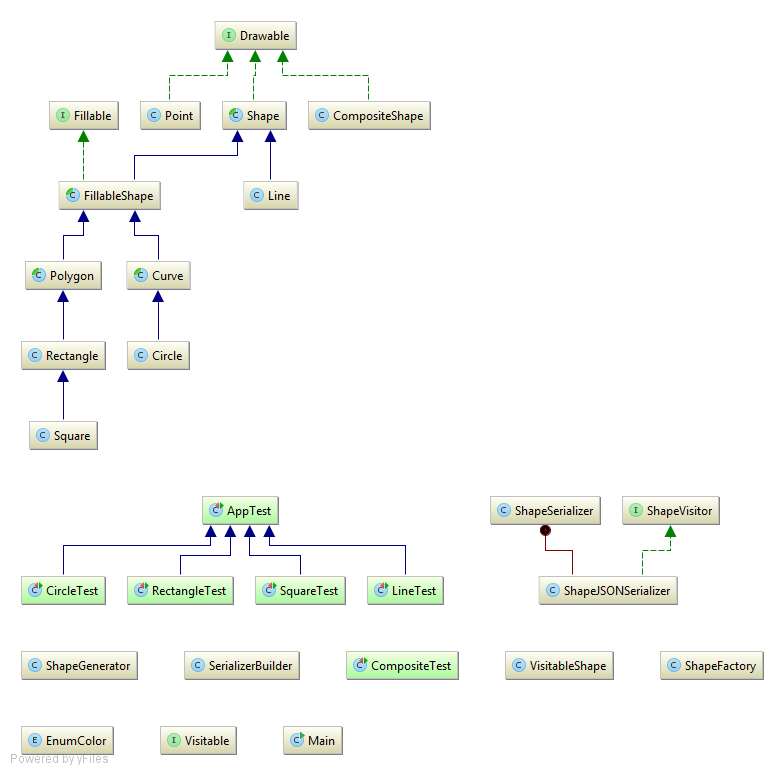 I Drawable
I Fillable
C Point
C Shape
C CompositeShape
C FillableShape
C Line
C Polygon
C Curve
C Rectangle
C Circle
C Square
C AppTest
C ShapeSerializer
I ShapeVisitor
C CircleTest
C RectangleTest
C SquareTest
C LineTest
C ShapeJSONSerializer
C ShapeGenerator
C SerializerBuilder
C CompositeTest
C VisitableShape
C ShapeFactory
E EnumColor
I Visitable
C Main
Powered by yFiles